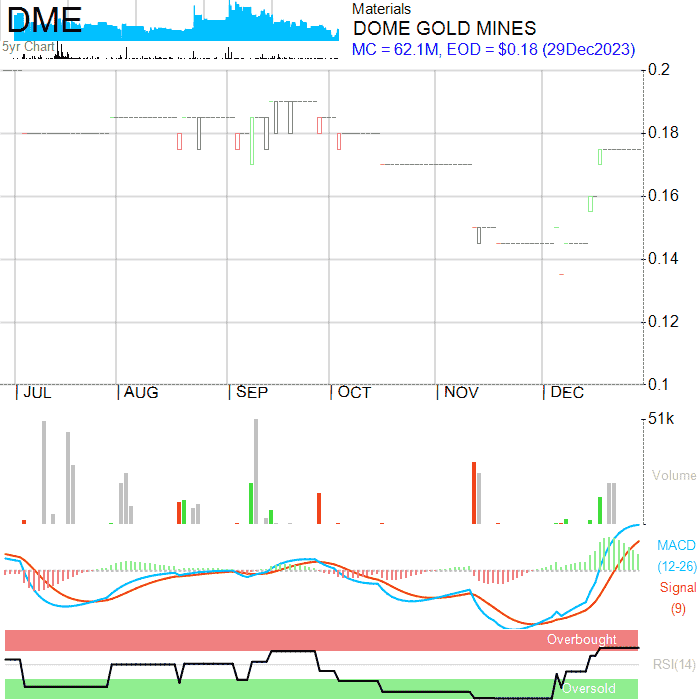 DME
5yr Chart
Materials
DOME GOLD MINES
MC = 62.1M, EOD = $0.18 (29Dec2023)
0.2
0.18
0.16
0.14
0.12
0.1
JUL AUG SEP OCT NOV DEC
51k
Volume
MACD
(12-26)
Signal
(9)
Overbought
RSI(14)
Oversold